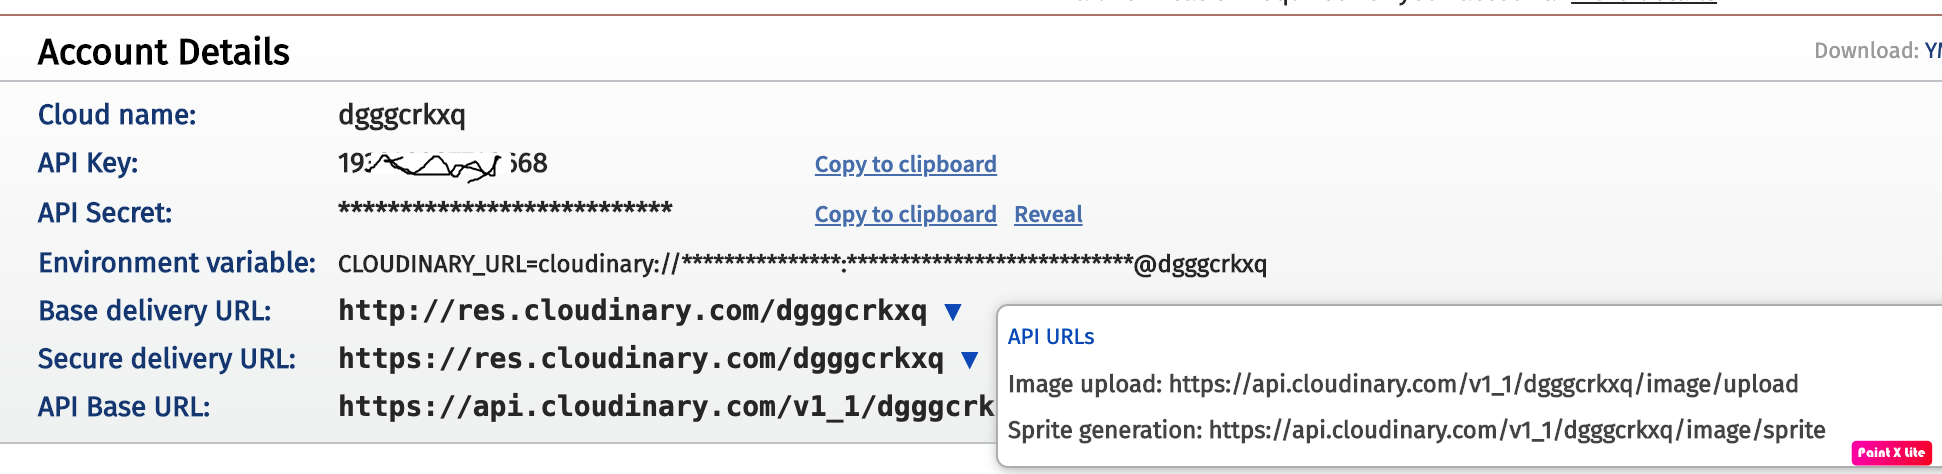 Account Details
Download:
Cloud name: dgggcrkxq
API Key: 19 668 Copy to clipboard
API Secret: *************************** Copy to clipboard Reveal
Environment variable: CLOUDINARY_URL=cloudinary://***************:***************************@dgggcrkxq
Base delivery URL: http://res.cloudinary.com/dgggcrkxq ▼
Secure delivery URL: https://res.cloudinary.com/dgggcrkxq ▼
API Base URL: https://api.cloudinary.com/v1_1/dgggcrk
API URLs
Image upload: https://api.cloudinary.com/v1_1/dgggcrkxq/image/upload
Sprite generation: https://api.cloudinary.com/v1_1/dgggcrkxq/image/sprite
Paint X Lite